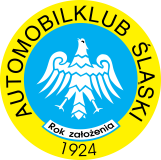 AUTOMOBILKLUB ŚLĄSKI
Rok założenia
1924